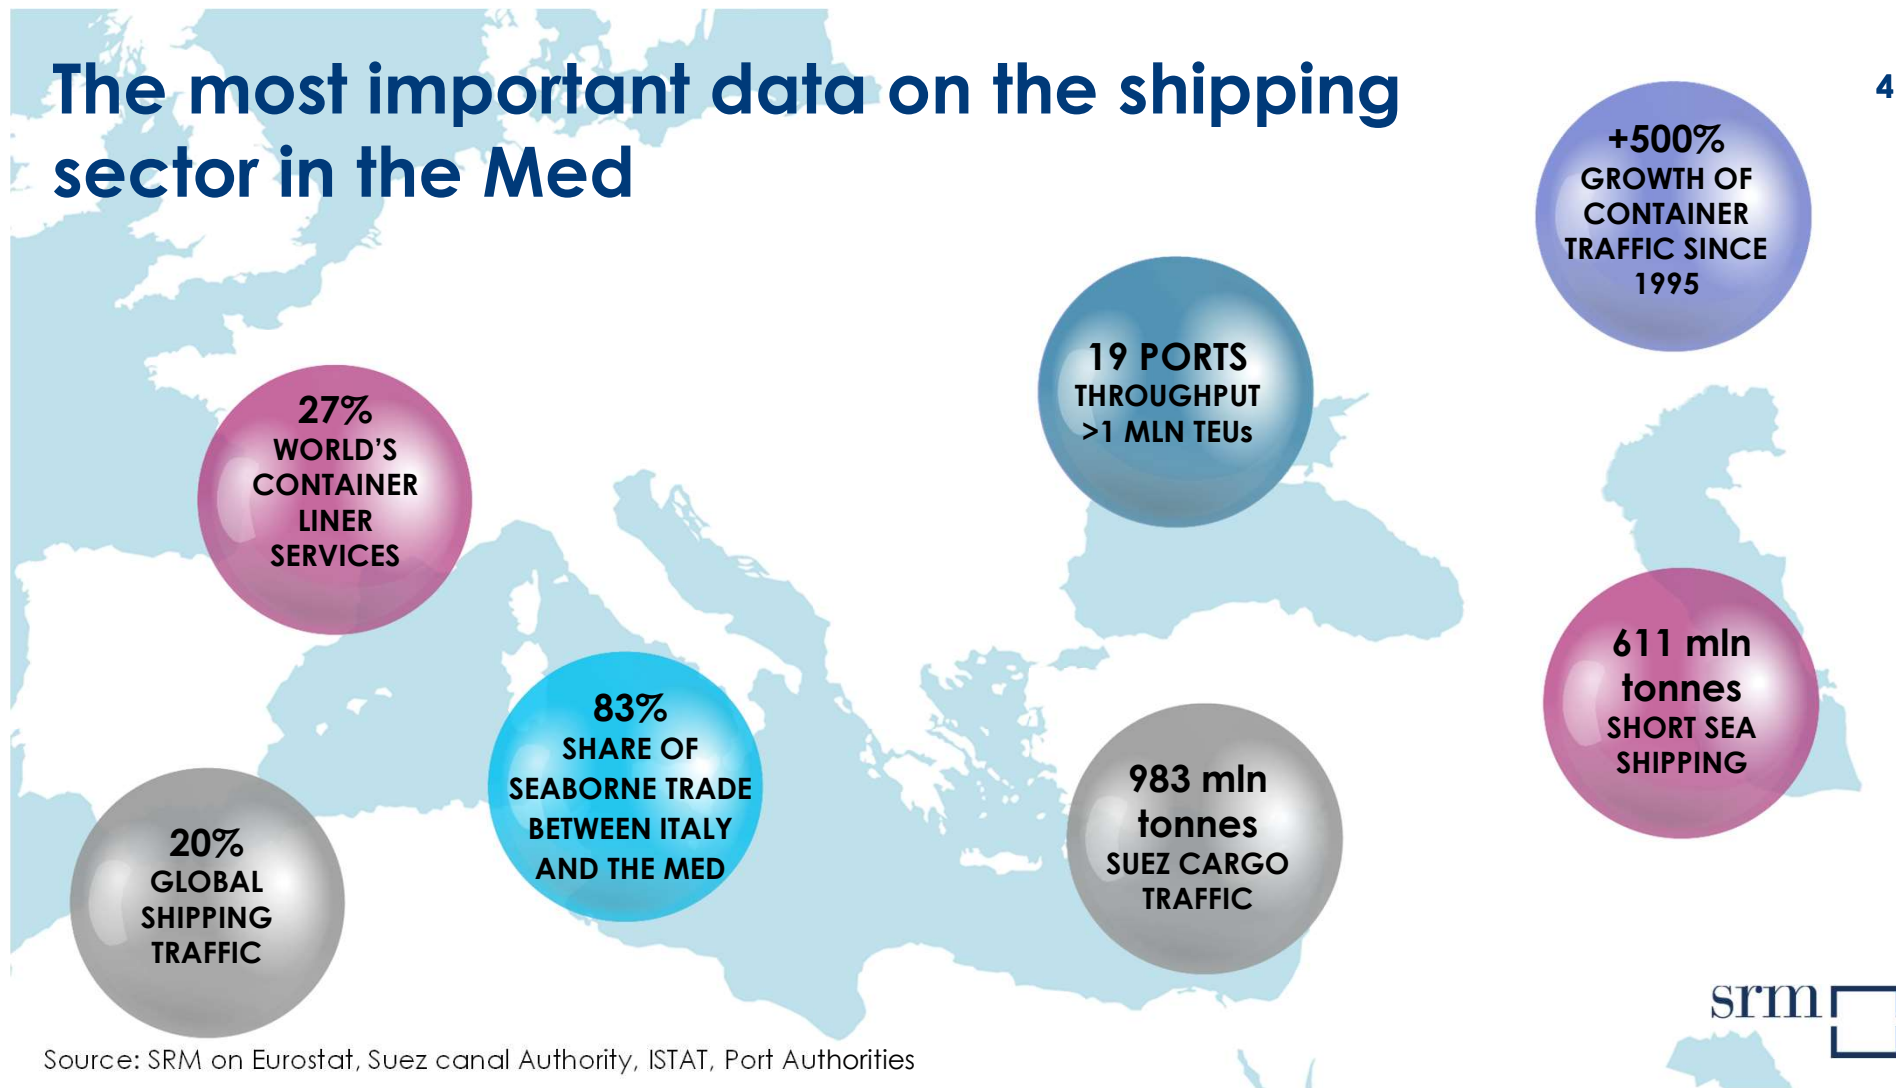 The most important data on the shipping
sector in the Med
4
+500%
GROWTH OF
CONTAINER
TRAFFIC SINCE
1995
19 PORTS
THROUGHPUT
>1 MLN TEUs
27%
WORLD’S
CONTAINER
LINER
SERVICES
611 mln
tonnes
SHORT SEA
SHIPPING
83%
SHARE OF
SEABORNE TRADE
BETWEEN ITALY
AND THE MED
983 mln
tonnes
SUEZ CARGO
TRAFFIC
20%
GLOBAL
SHIPPING
TRAFFIC
srm
Source: SRM on Eurostat, Suez canal Authority, ISTAT, Port Authorities